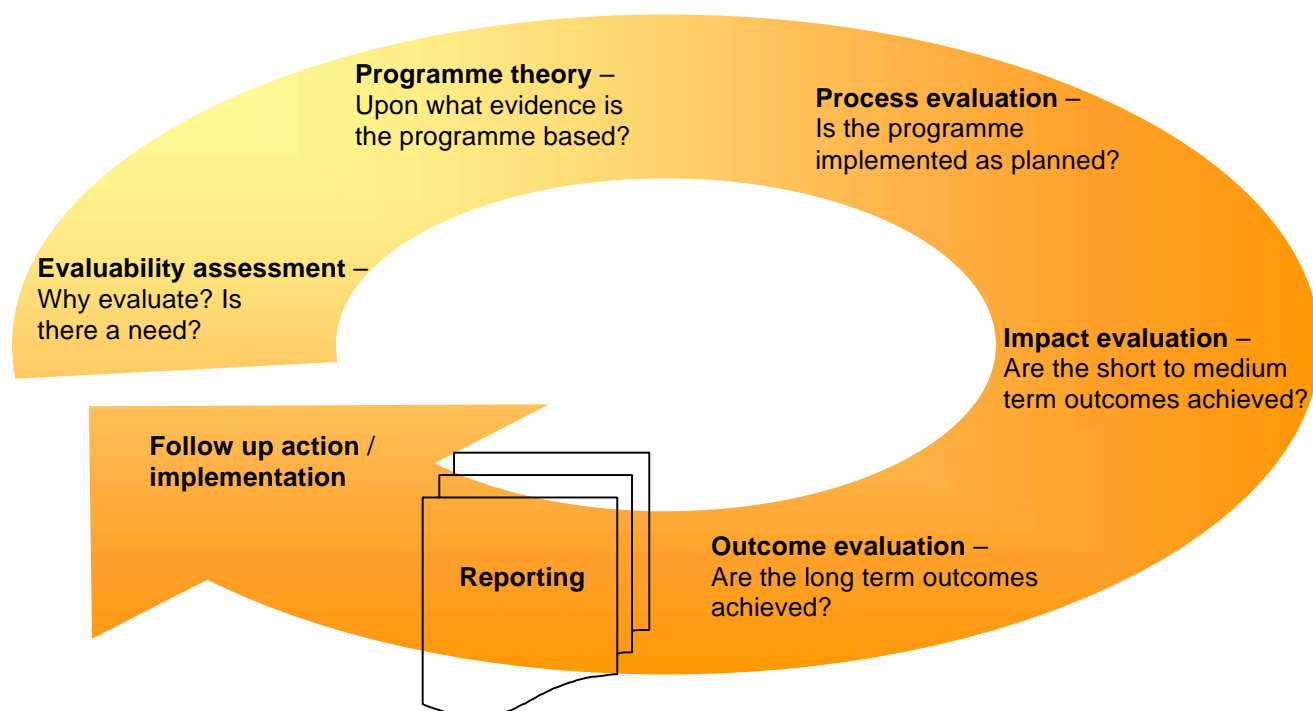 Programme theory –
Upon what evidence is
the programme based?
Process evaluation –
Is the programme
implemented as planned?
Evaluability assessment –
Why evaluate? Is
there a need?
Impact evaluation –
Are the short to medium
term outcomes achieved?
Follow up action /
implementation
Outcome evaluation –
Are the long term outcomes
achieved?
Reporting